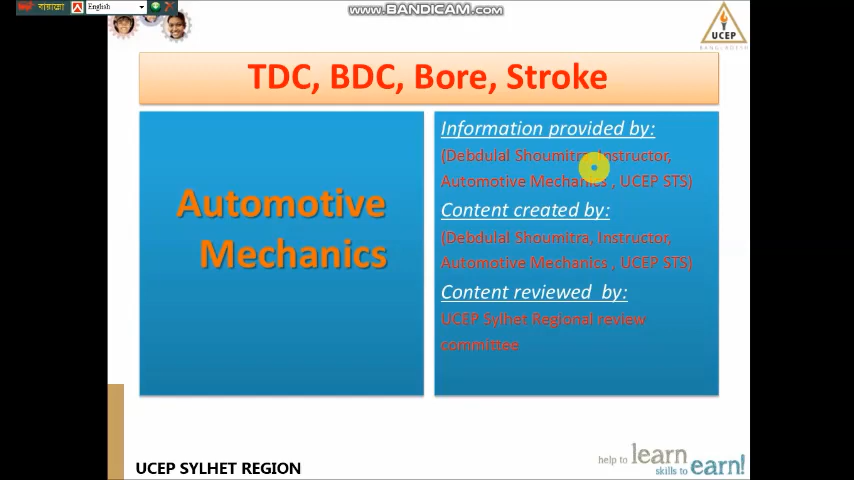 বায়ান্নো English
www.BANDICAM.com
UCEP
BANGLADESH
TDC, BDC, Bore, Stroke
Automotive
Mechanics
Information provided by:
(Debdulal Shoumitra, Instructor,
Automotive Mechanics , UCEP STS)
Content created by:
(Debdulal Shoumitra, Instructor,
Automotive Mechanics , UCEP STS)
Content reviewed by:
UCEP Sylhet Regional review
committee
UCEP SYLHET REGION
help to learn
skills to earn!